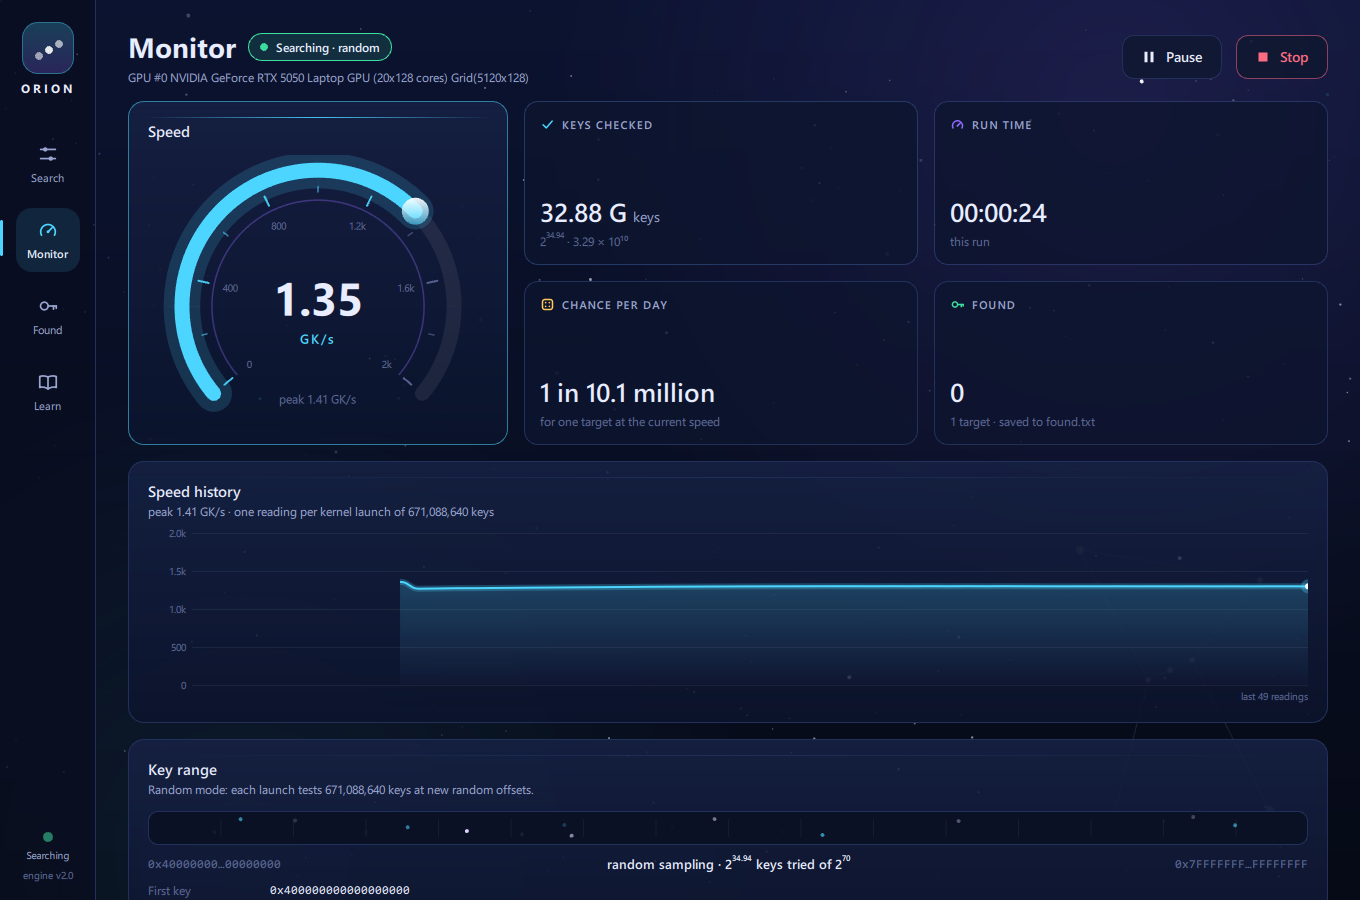 ORION
Search
Monitor
Found
Learn
Searching
engine v2.0
Monitor
Searching · random
GPU #0 NVIDIA GeForce RTX 5050 Laptop GPU (20x128 cores) Grid(5120x128)
Pause
Stop
Speed
0
400
800
1.2k
1.6k
2k
1.35
GK/s
peak 1.41 GK/s
KEYS CHECKED
32.88 G keys
2^34.94 · 3.29 × 10^10
RUN TIME
00:00:24
this run
CHANCE PER DAY
1 in 10.1 million
for one target at the current speed
FOUND
0
1 target · saved to found.txt
Speed history
peak 1.41 GK/s · one reading per kernel launch of 671,088,640 keys
2.0k
1.5k
1.0k
500
0
last 49 readings
Key range
Random mode: each launch tests 671,088,640 keys at new random offsets.
0x40000000…00000000
random sampling · 2^34.94 keys tried of 2^70
0x7FFFFFFF…FFFFFFFF
First key
0x400000000000000000